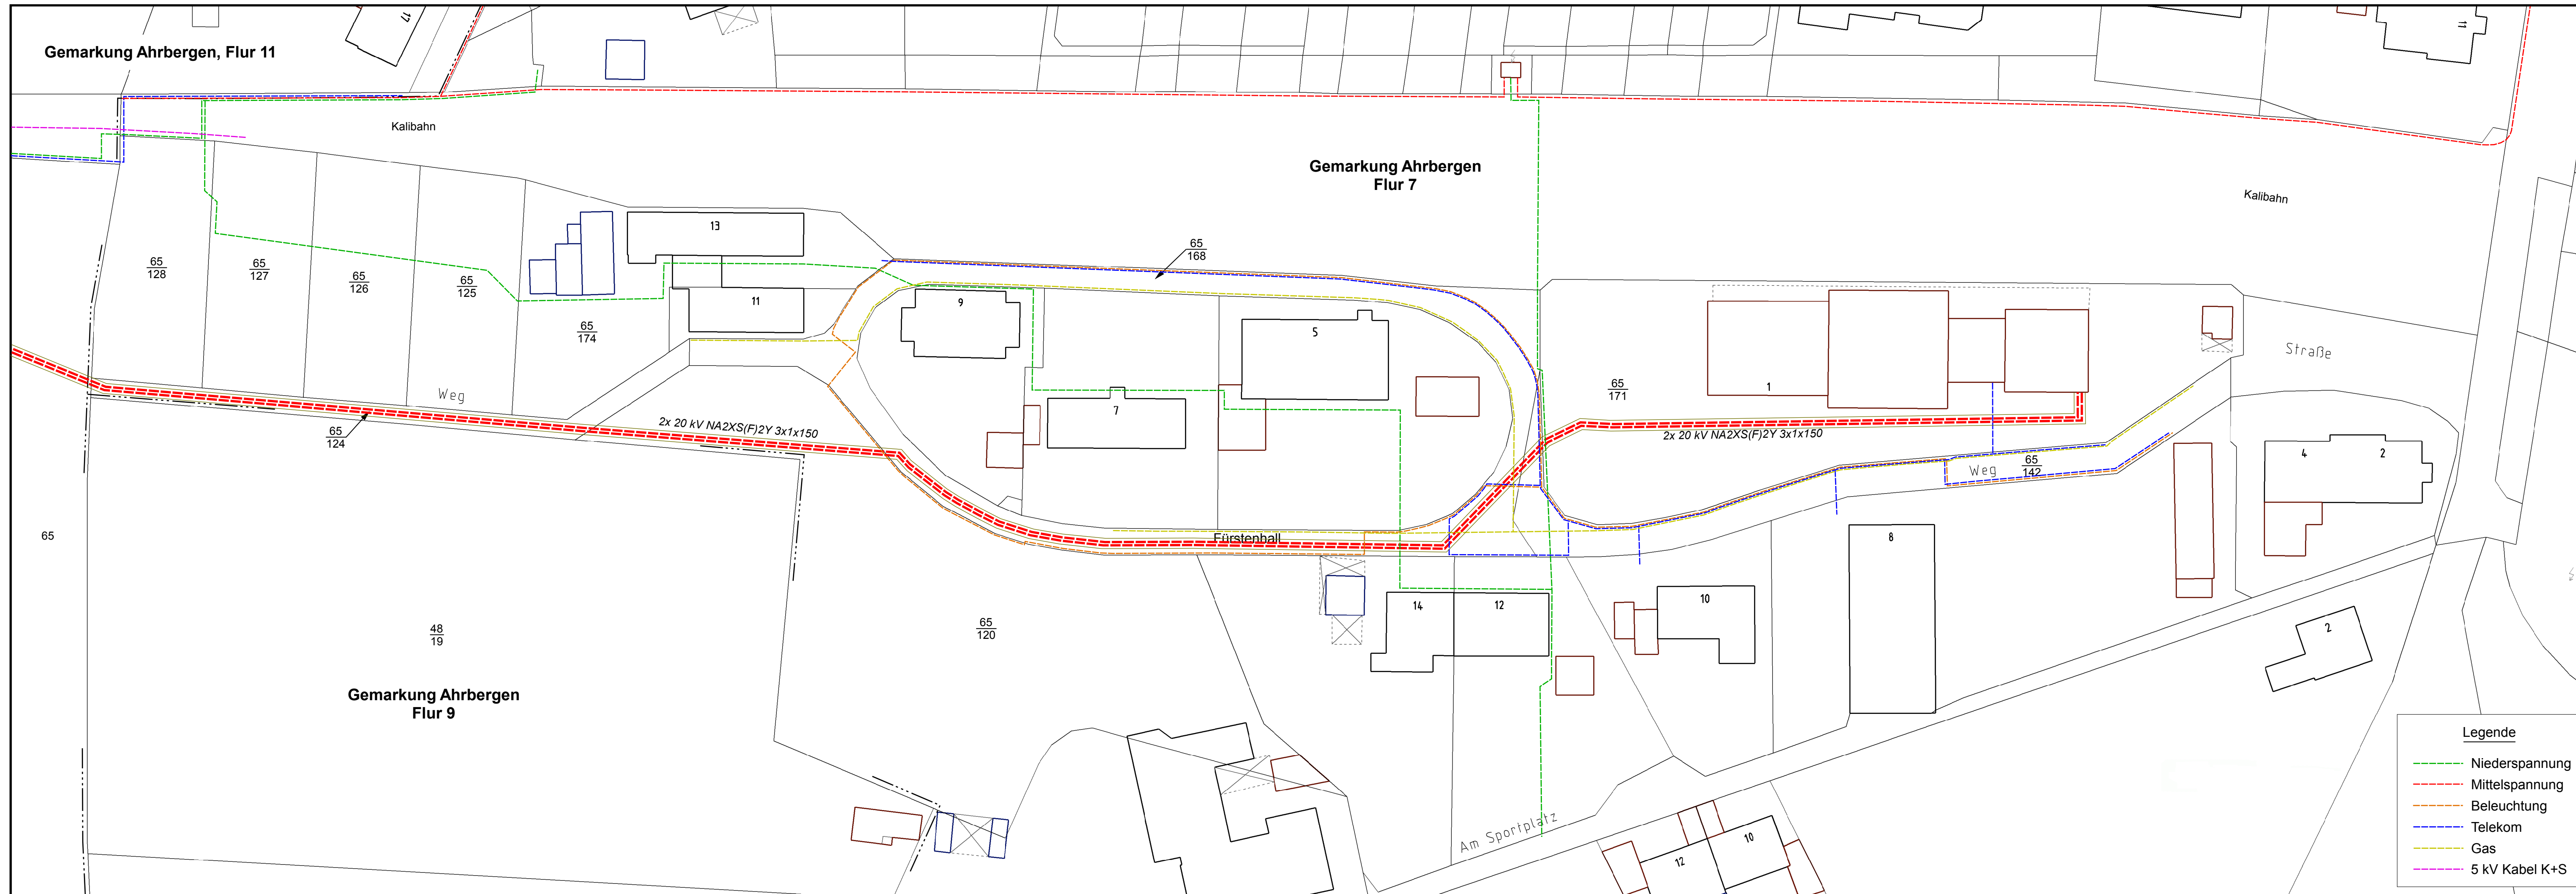 17
11
Gemarkung Ahrbergen, Flur 11
Kalibahn
Gemarkung Ahrbergen
Flur 7
Kalibahn
13
65
168
65
128
65
127
65
126
65
125
65
174
11
9
5
7
65
171
1
Straße
Weg
65
124
2x 20 kV NA2XS(F)2Y 3x1x150
2x 20 kV NA2XS(F)2Y 3x1x150
Weg
65
142
4
2
65
Fürstenhall
8
14
12
10
48
19
65
120
2
Gemarkung Ahrbergen
Flur 9
Am Sportplatz
12
10
Legende
Niederspannung
Mittelspannung
Beleuchtung
Telekom
Gas
5 kV Kabel K+S